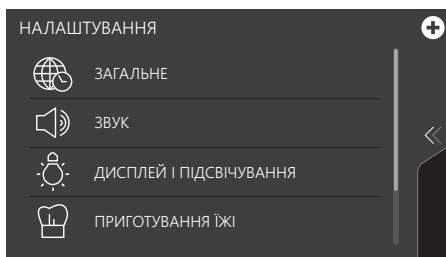 НАЛАШТУВАННЯ
ЗАГАЛЬНЕ
ЗВУК
ДИСПЛЕЙ І ПІДСВІЧУВАННЯ
ПРИГОТУВАННЯ ЇЖІ